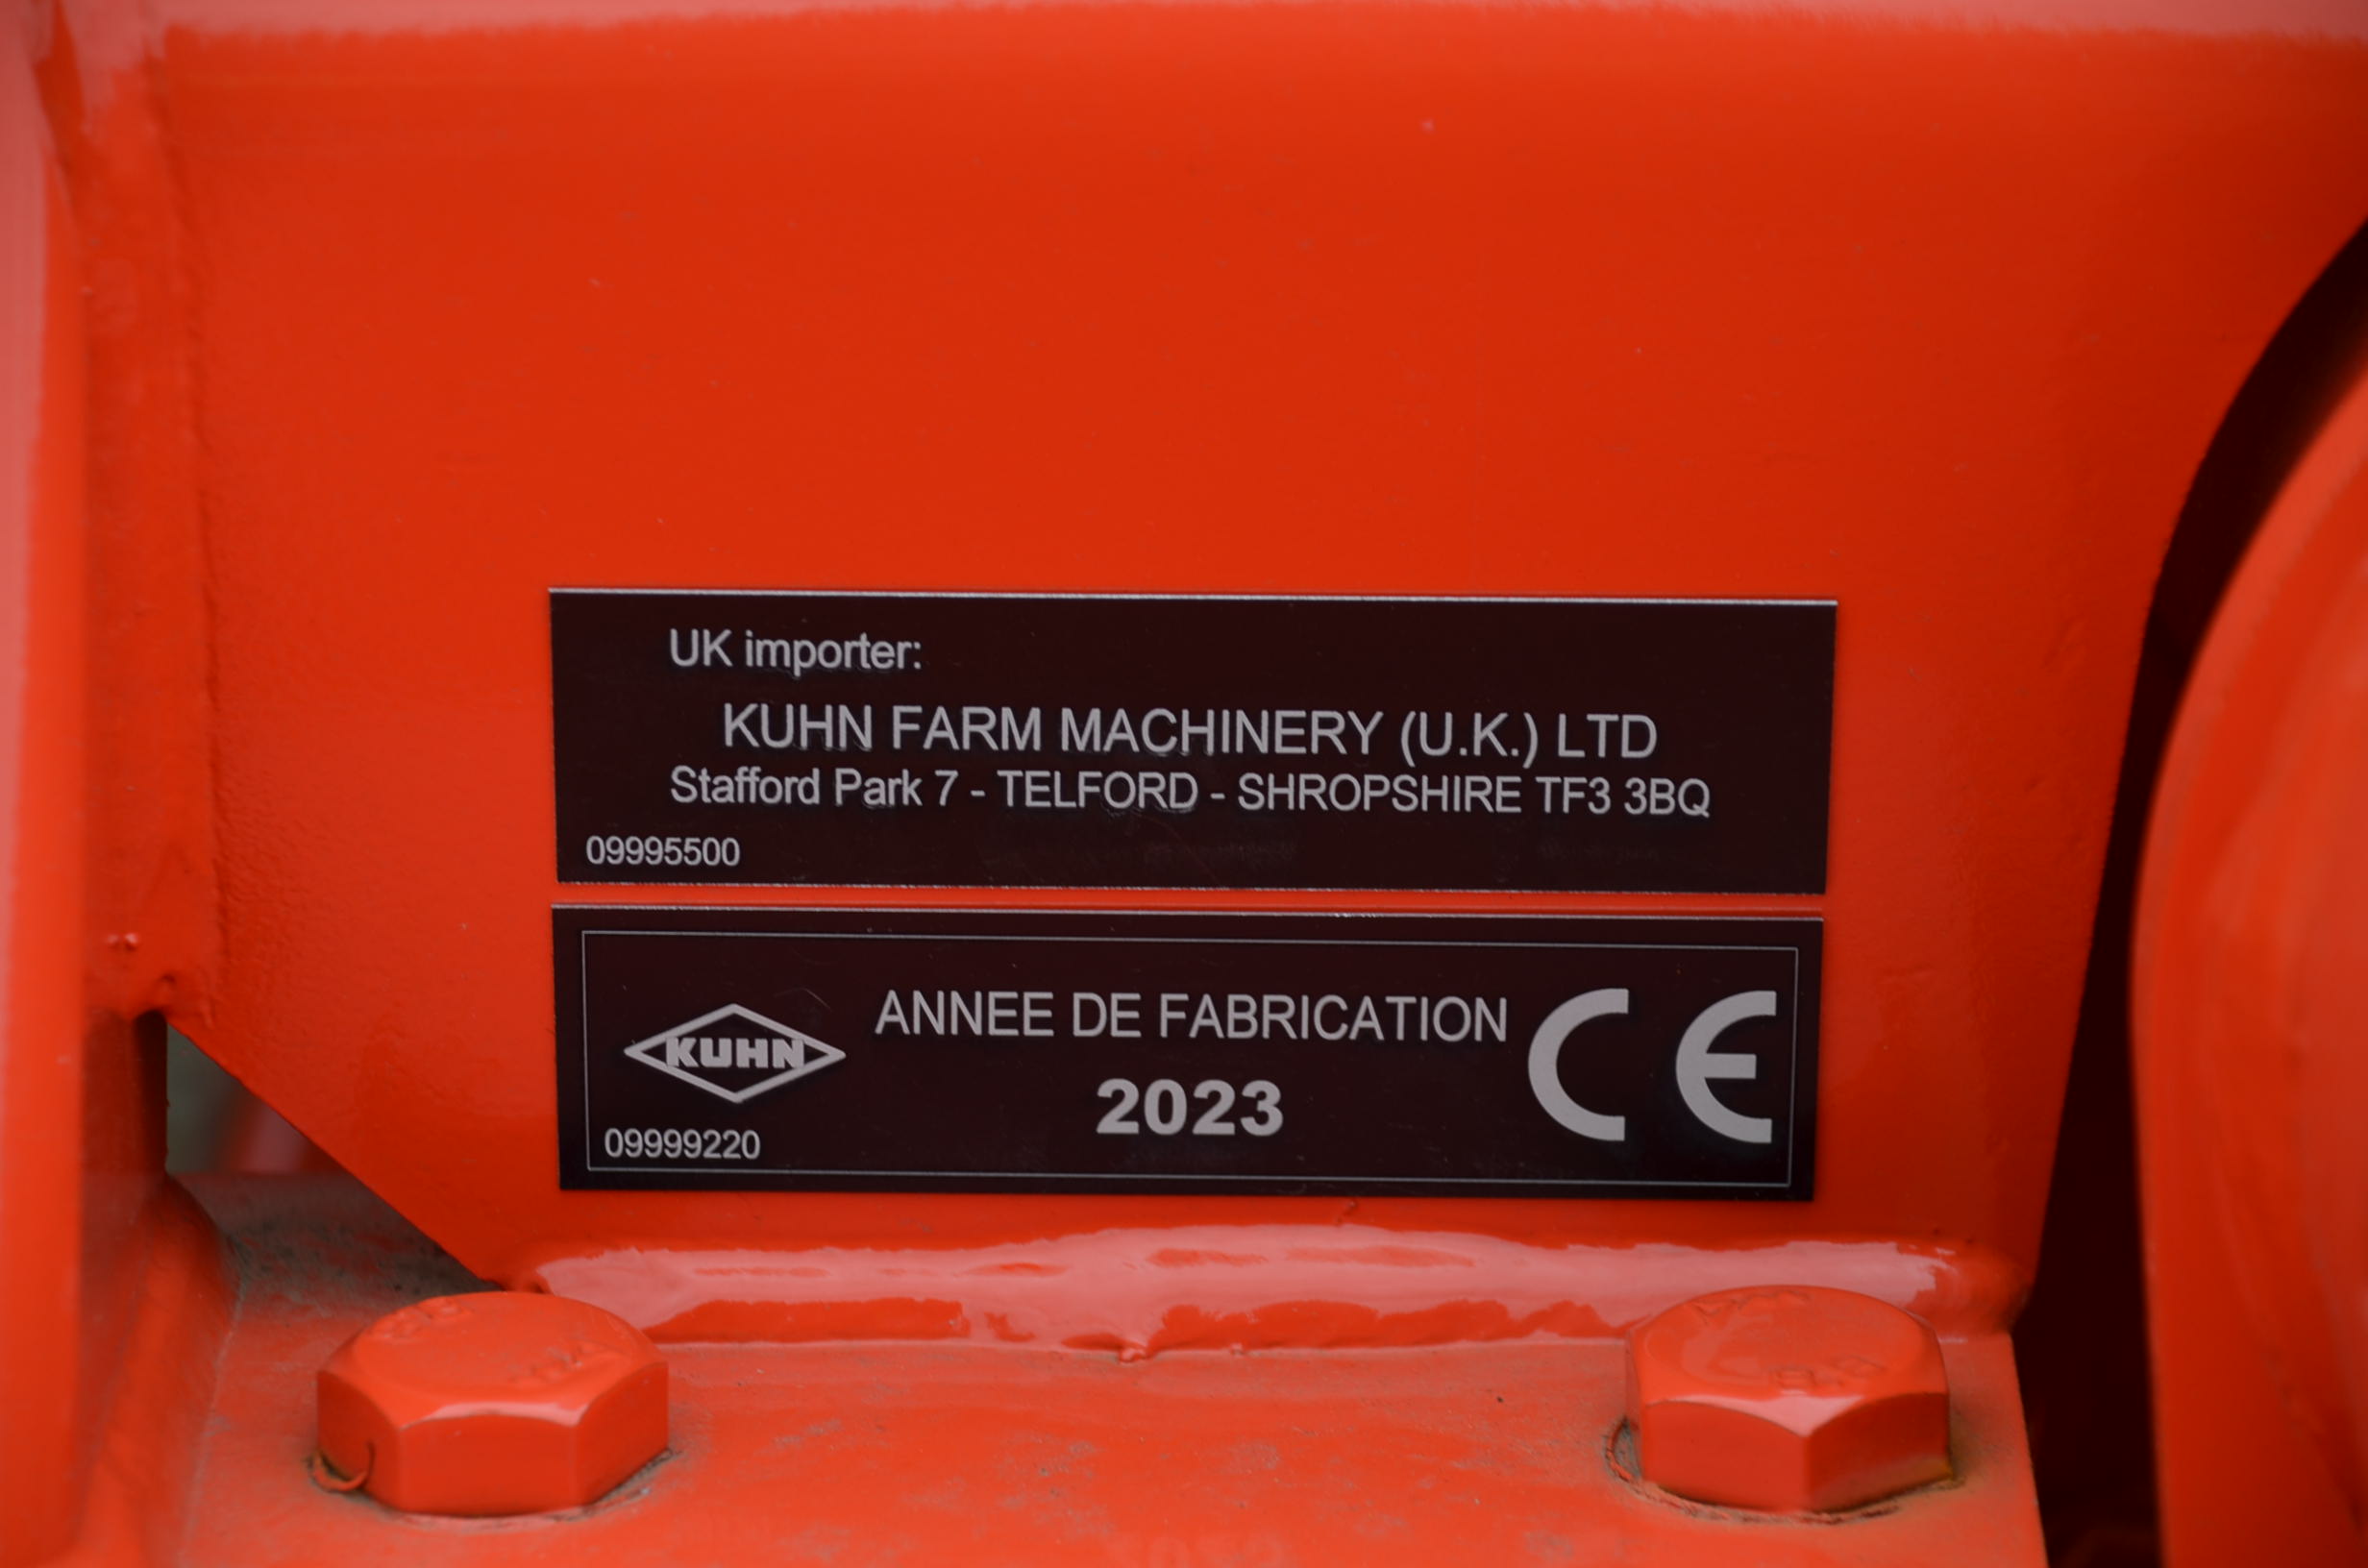 UK importer:
KUHN FARM MACHINERY (U.K.) LTD
Stafford Park 7 - TELFORD - SHROPSHIRE TF3 3BQ
09995500
KUHN
ANNEE DE FABRICATION
2023
CE
09999220